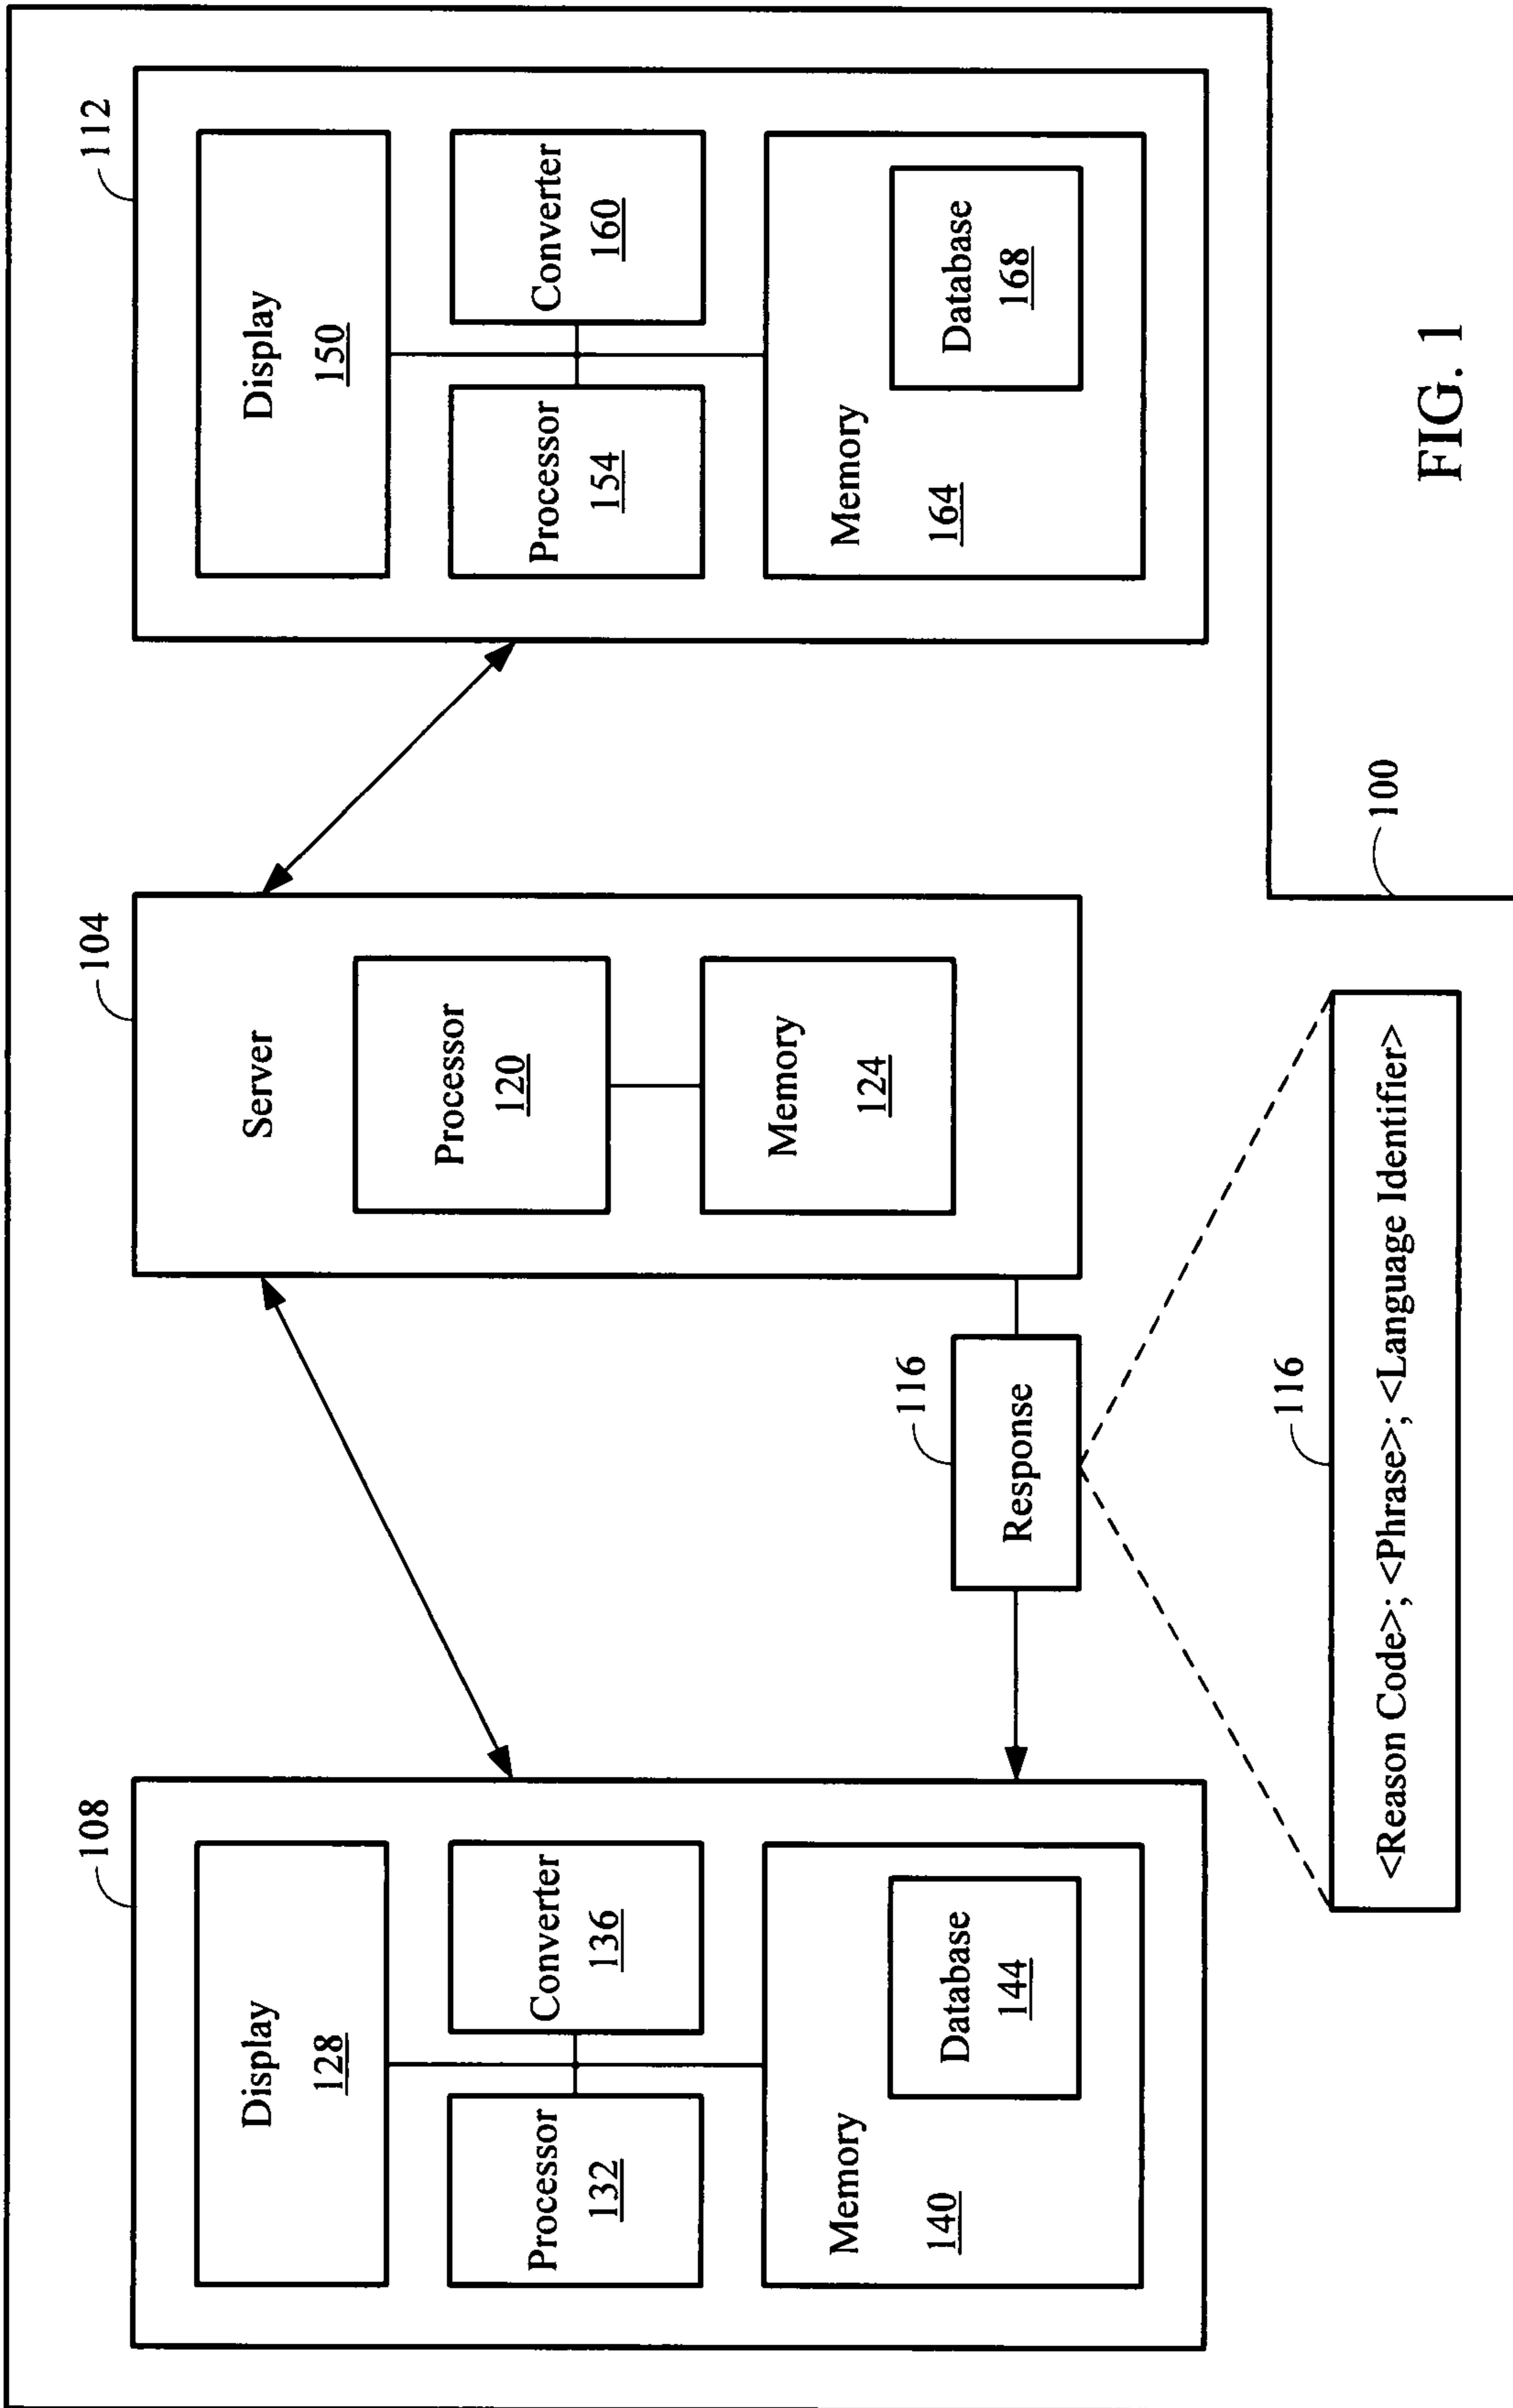 108
Display
128
Processor
132
Converter
136
Memory
140
Database
144
104
Server
Processor
120
Memory
124
116
Response
112
Display
150
Processor
154
Converter
160
Memory
164
Database
168
116
<Reason Code>; <Phrase>; <Language Identifier>
100
FIG. 1